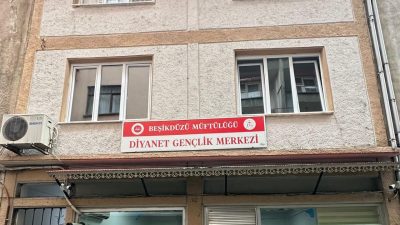 BEŞİKDÜZÜ MÜFTÜLÜĞÜ
DİYANET GENÇLİK MERKEZİ